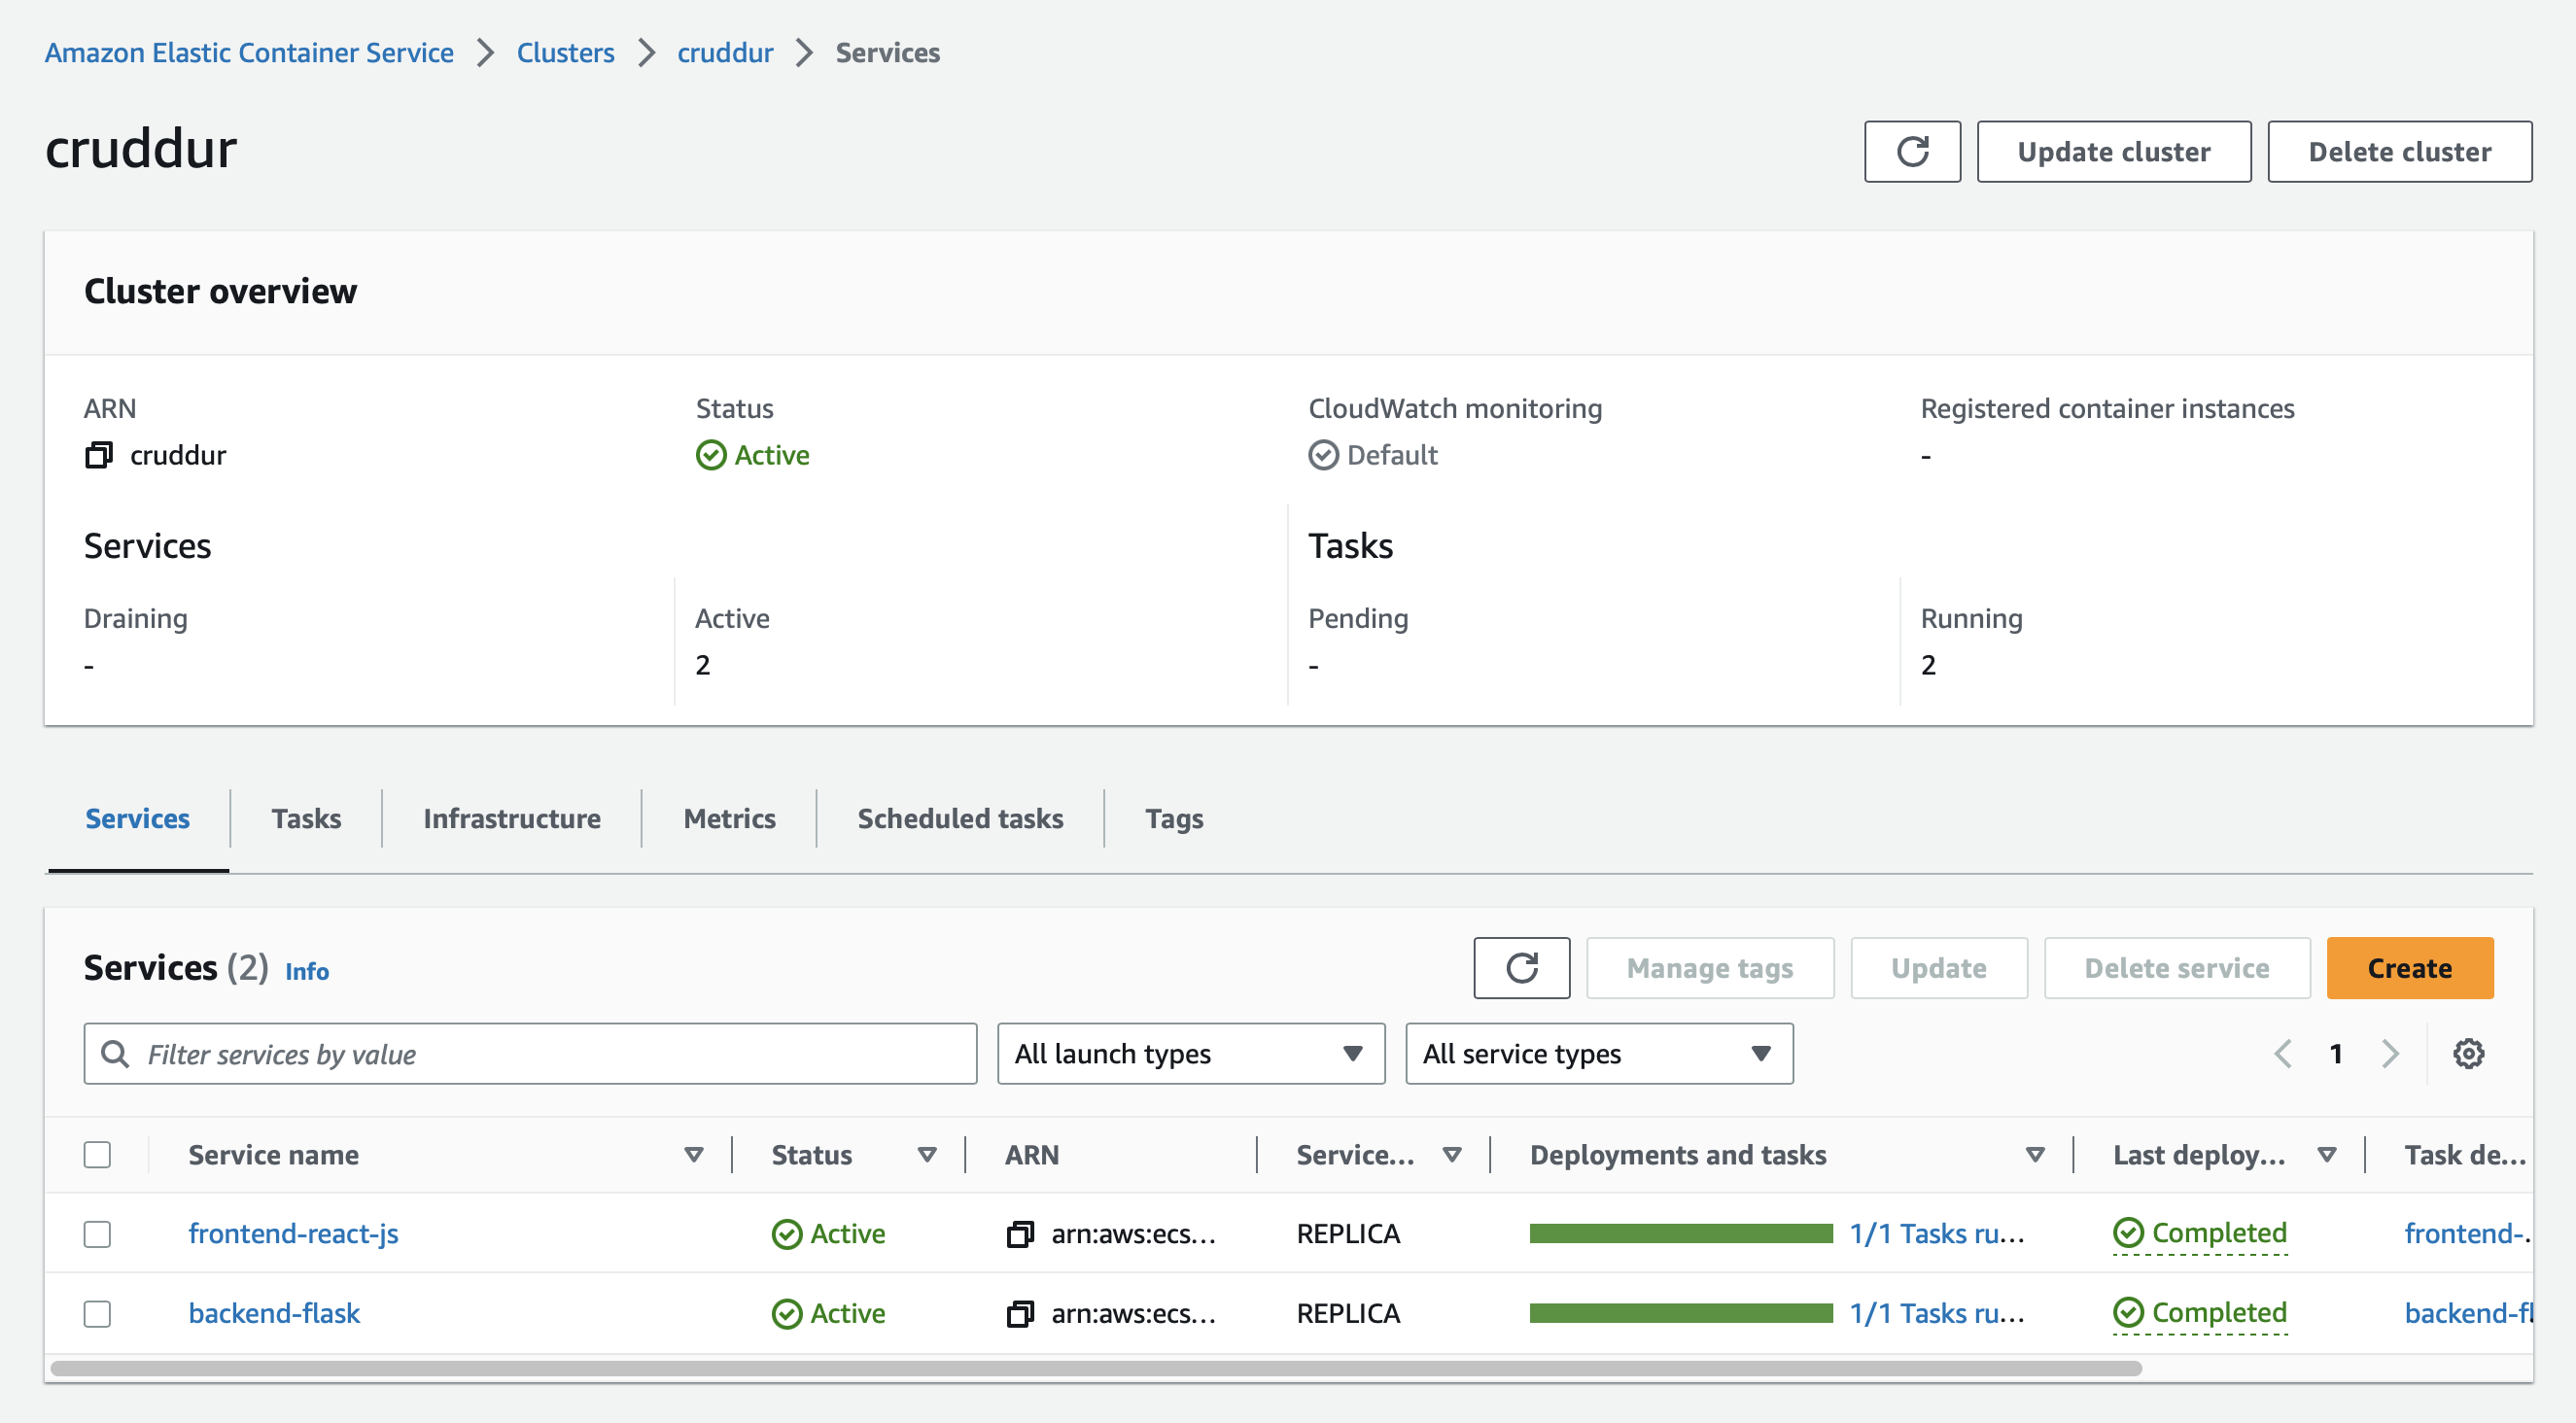 Amazon Elastic Container Service > Clusters > cruddur > Services
cruddur
Update cluster
Delete cluster
Cluster overview
ARN
cruddur
Status
Active
CloudWatch monitoring
Default
Registered container instances
-
Services
Tasks
Draining
-
Active
2
Pending
-
Running
2
Services Tasks Infrastructure Metrics Scheduled tasks Tags
Services (2) Info
Manage tags
Update
Delete service
Create
Filter services by value
All launch types
All service types
1
Service name Status ARN Service... Deployments and tasks Last deploy... Task de...
frontend-react-js Active arn:aws:ecs... REPLICA 1/1 Tasks ru... Completed frontend-.
backend-flask Active arn:aws:ecs... REPLICA 1/1 Tasks ru... Completed backend-fl